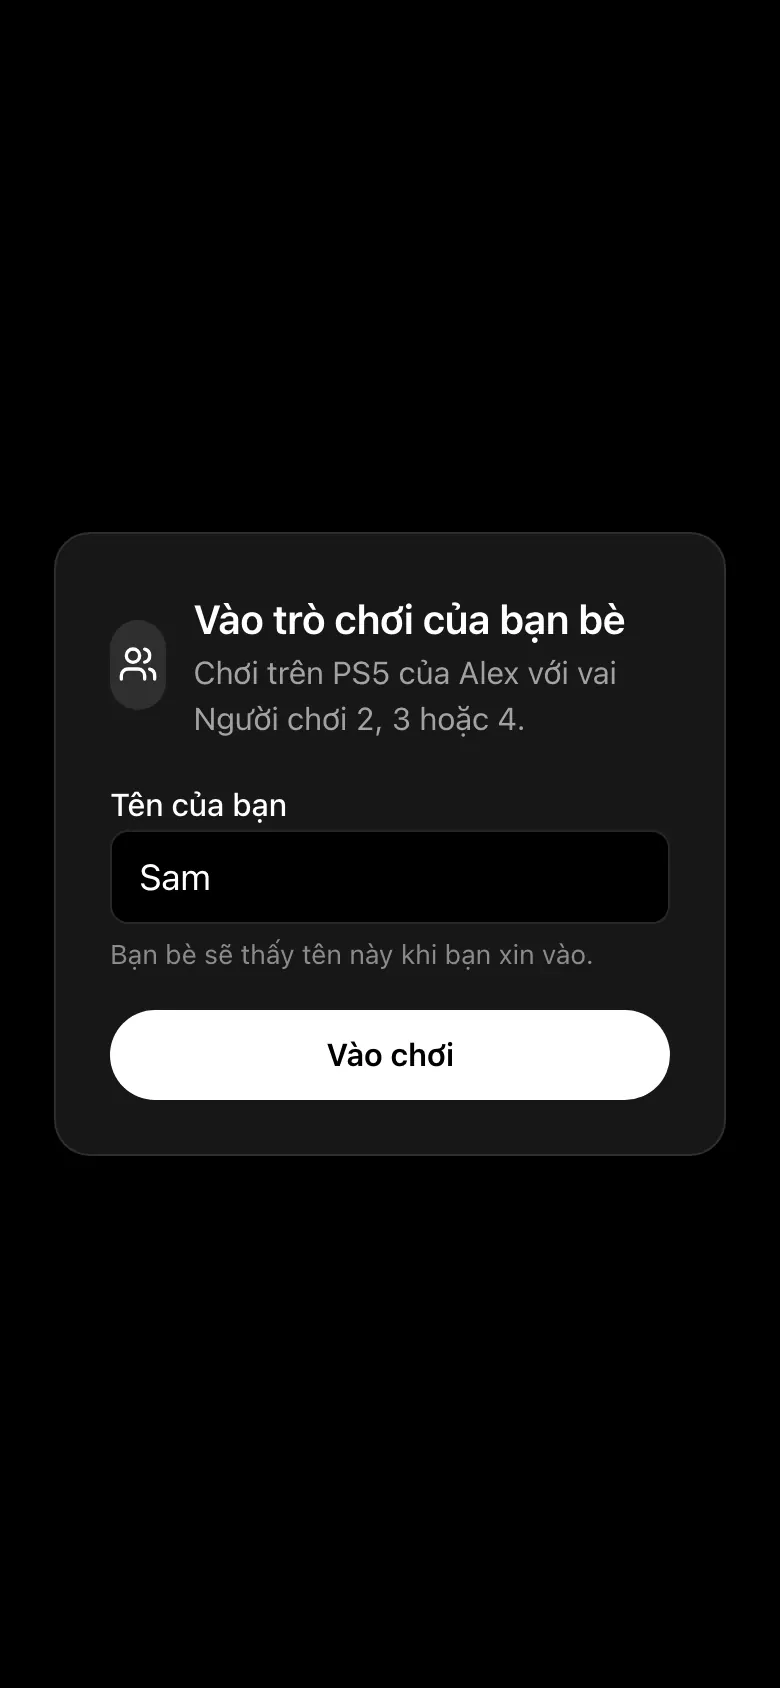 Vào trò chơi của bạn bè
Chơi trên PS5 của Alex với vai
Người chơi 2, 3 hoặc 4.
Tên của bạn
Sam
Bạn bè sẽ thấy tên này khi bạn xin vào.
Vào chơi